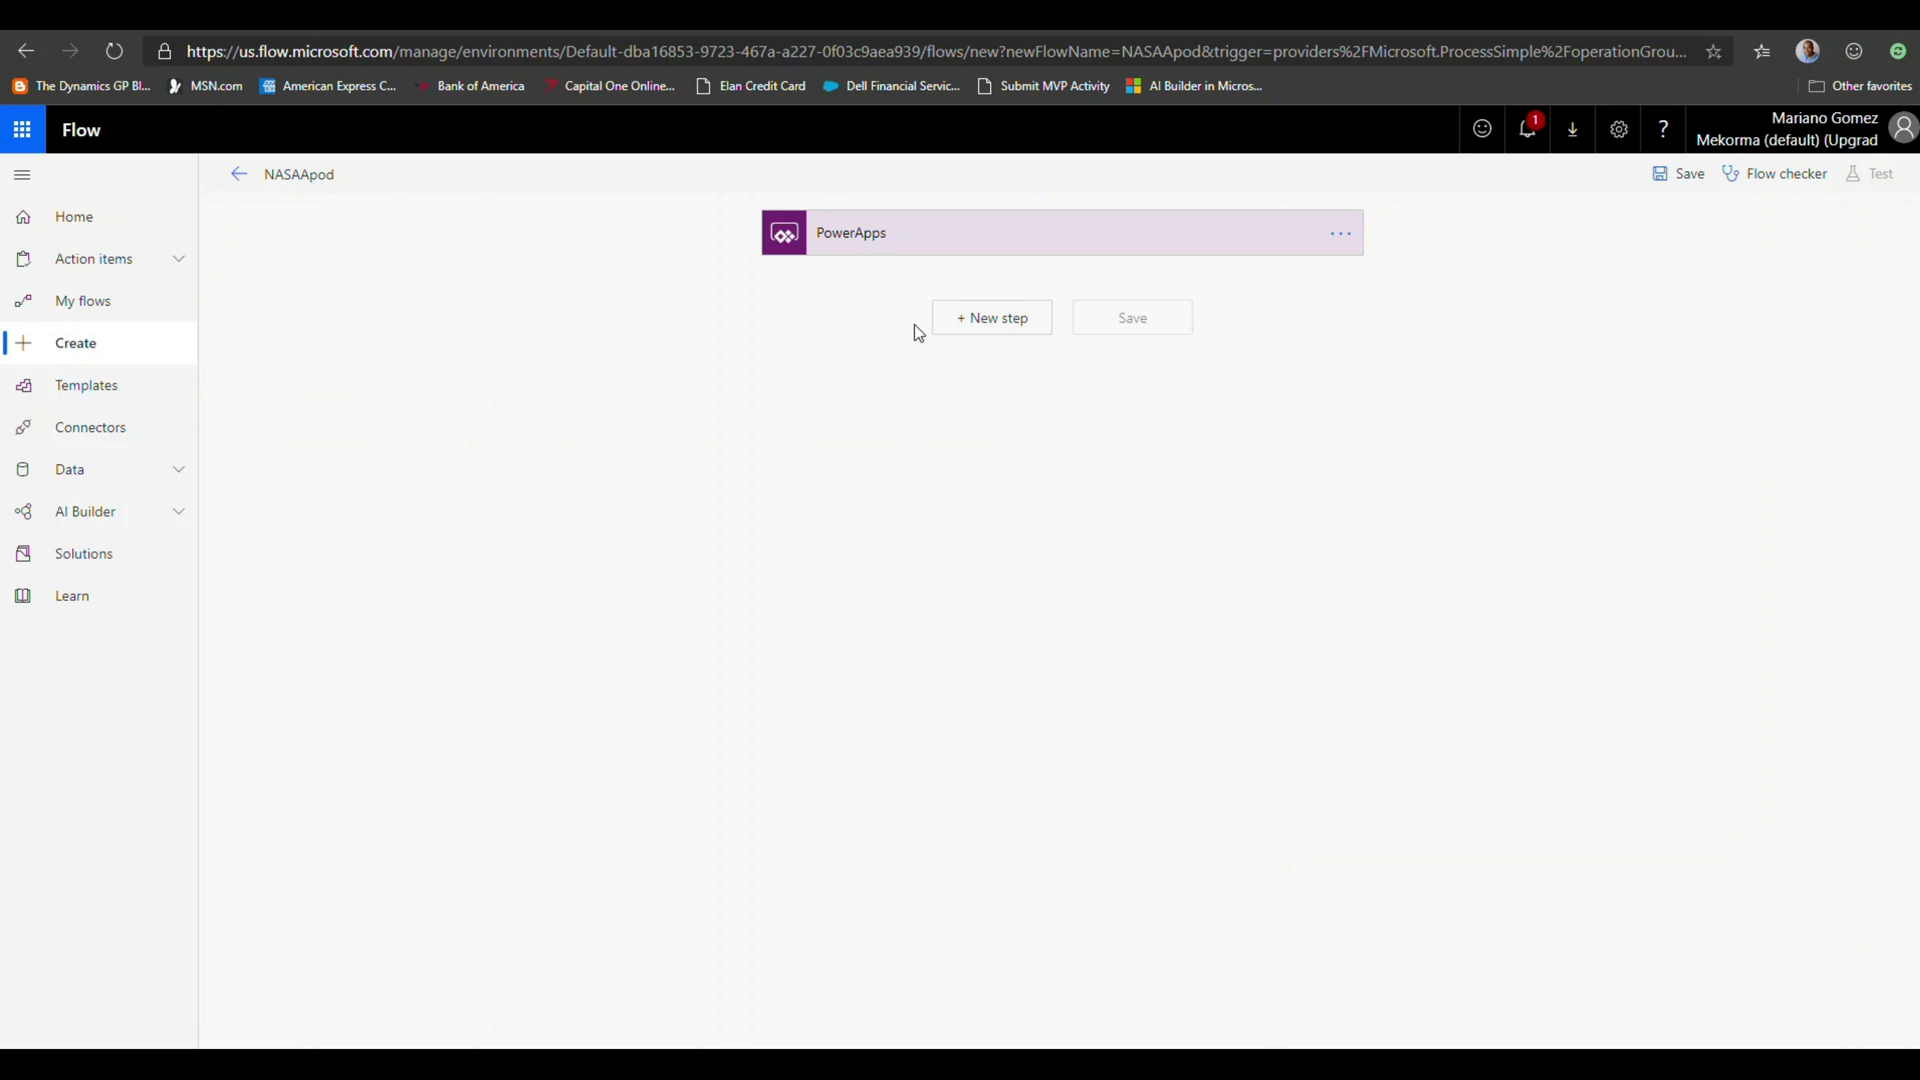 https://us.flow.microsoft.com/manage/environments/Default-dba16853-9723-467a-a227-0f03c9aea939/flows/new?newFlowName=NASAApod&trigger=providers%2FMicrosoft.ProcessSimple%2FoperationGrou...
The Dynamics GP Bl... MSN.com American Express C... Bank of America Capital One Online... Elan Credit Card Dell Financial Servic... Submit MVP Activity AI Builder in Micros... Other favorites
Flow 1 ? Mariano Gomez
Mekorma (default) (Upgrad
NASAApod Save Flow checker Test
Home
Action items
My flows
Create
Templates
Connectors
Data
AI Builder
Solutions
Learn
PowerApps ...
+ New step Save